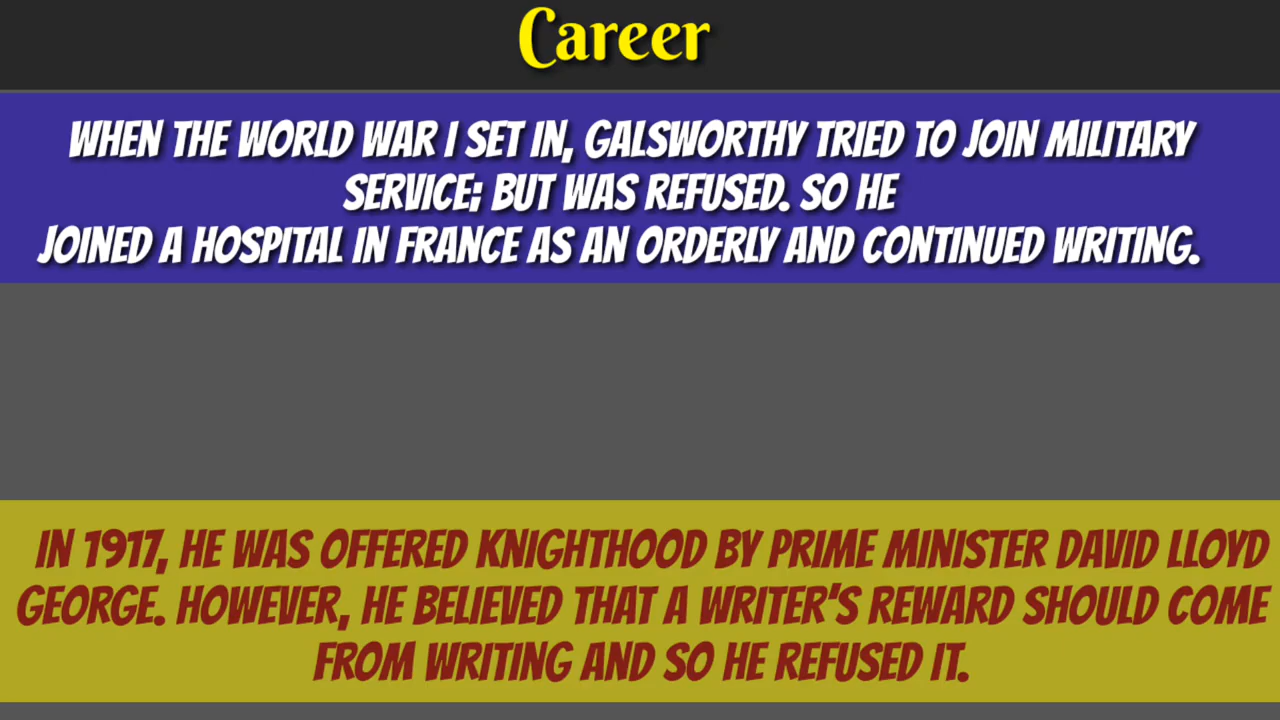 Career
WHEN THE WORLD WAR I SET IN, GALSWORTHY TRIED TO JOIN MILITARY
SERVICE; BUT WAS REFUSED. SO HE
JOINED A HOSPITAL IN FRANCE AS AN ORDERLY AND CONTINUED WRITING.
IN 1917, HE WAS OFFERED KNIGHTHOOD BY PRIME MINISTER DAVID LLOYD
GEORGE. HOWEVER, HE BELIEVED THAT A WRITER'S REWARD SHOULD COME
FROM WRITING AND SO HE REFUSED IT.